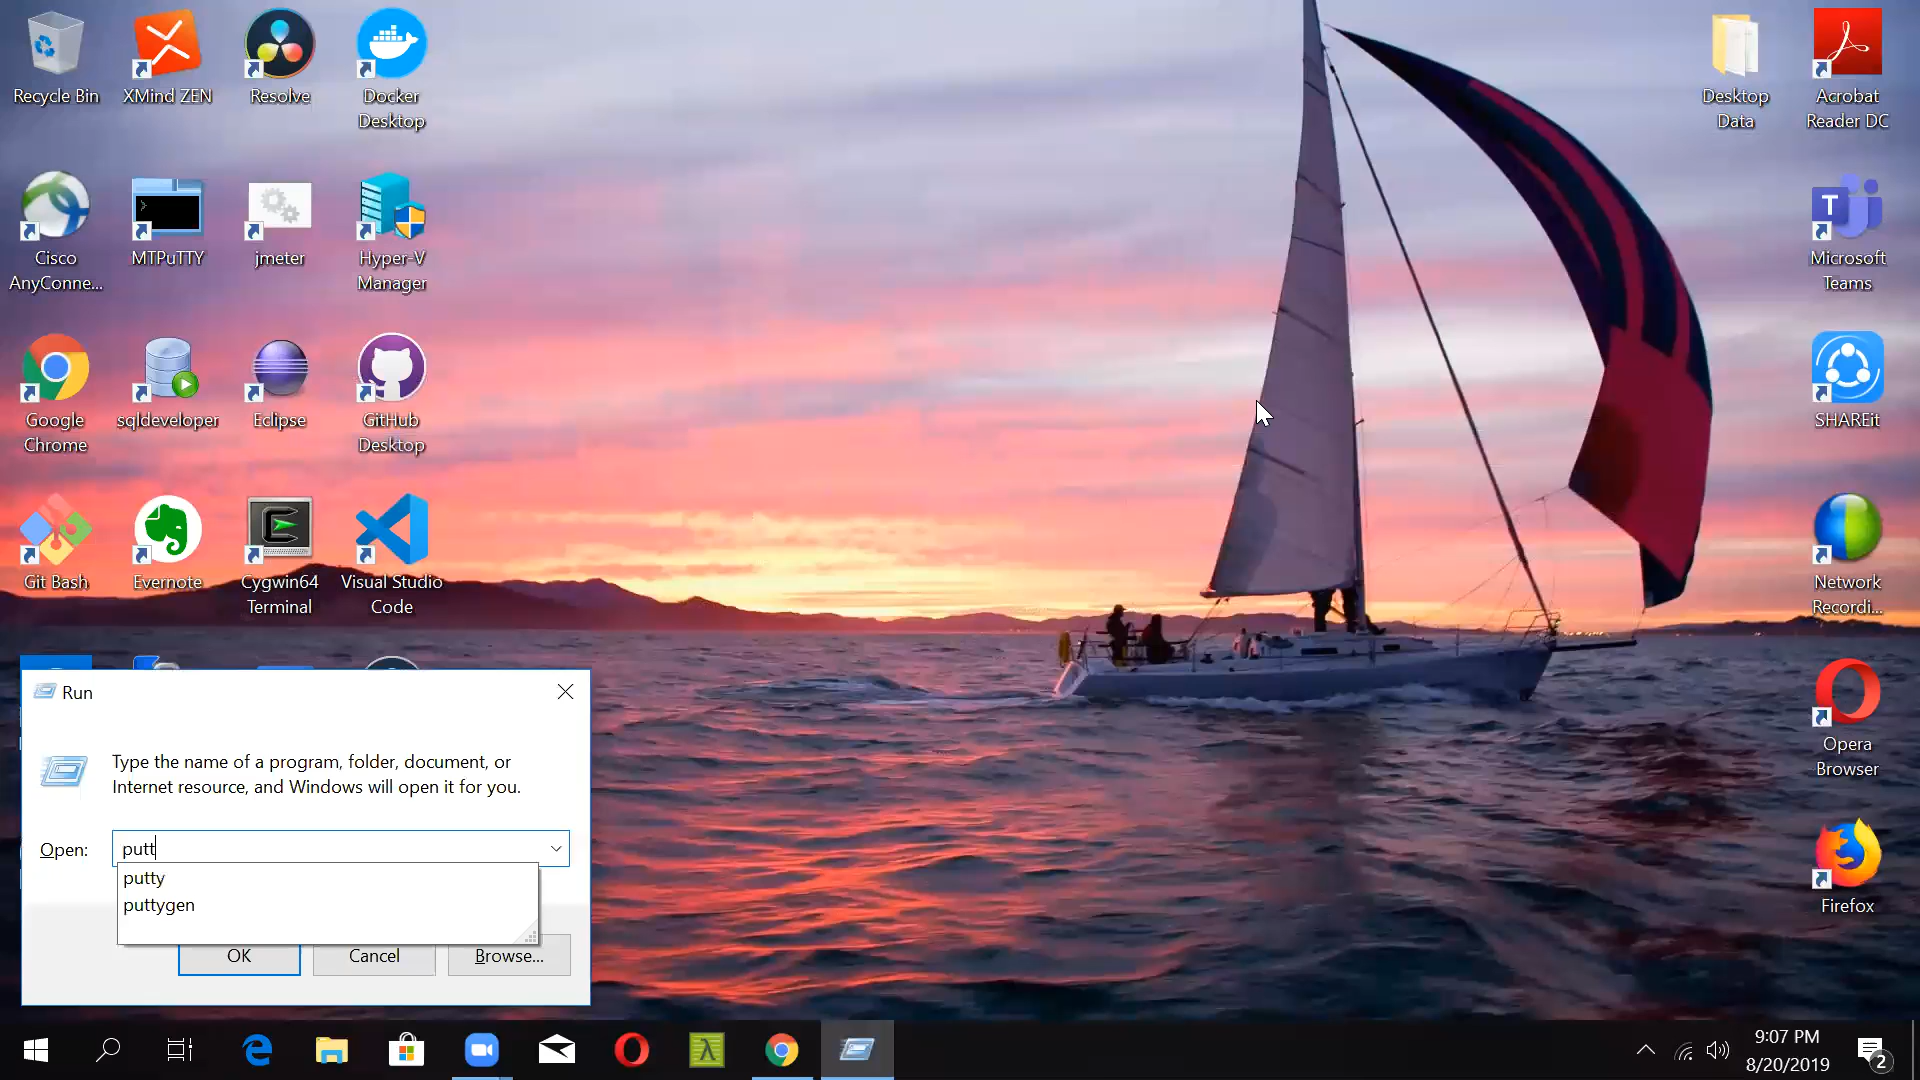 Recycle Bin
XMind ZEN
Resolve
Docker
Desktop
Desktop
Data
Acrobat
Reader DC
Cisco
AnyConne...
MTPuTTY
jmeter
Hyper-V
Manager
Microsoft
Teams
Google
Chrome
sqldeveloper
Eclipse
GitHub
Desktop
SHAREit
Git Bash
Evernote
Cygwin64
Terminal
Visual Studio
Code
Network
Recordi...
Opera
Browser
Firefox
Run
Type the name of a program, folder, document, or
Internet resource, and Windows will open it for you.
Open:
putt
putty
puttygen
OK
Cancel
Browse...
9:07 PM
8/20/2019
2